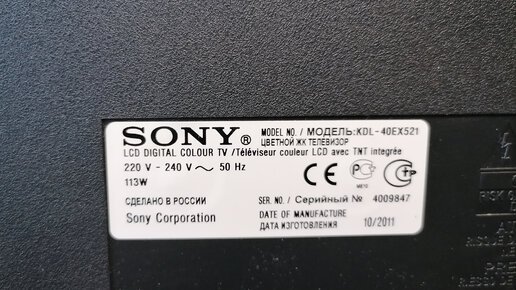 SONY® MODEL NO. / МОДЕЛЬ:KDL-40EX521
ЦВЕТНОЙ ЖК ТЕЛЕВИЗОР
LCD DIGITAL COLOUR TV /Téléviseur couleur LCD avec TNT intégrée
220 V - 240 V ~ 50 Hz
113W
CE
СДЕЛАНО В РОССИИ
SER NO. / Серийный № 4009847
Sony Corporation
DATE OF MANUFACTURE
ДАТА ИЗГОТОВЛЕНИЯ 10/2011